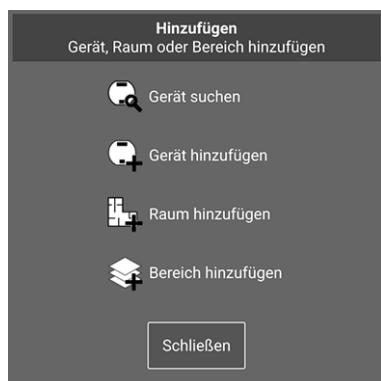 Hinzufügen
Gerät, Raum oder Bereich hinzufügen
Gerät suchen
Gerät hinzufügen
Raum hinzufügen
Bereich hinzufügen
Schließen